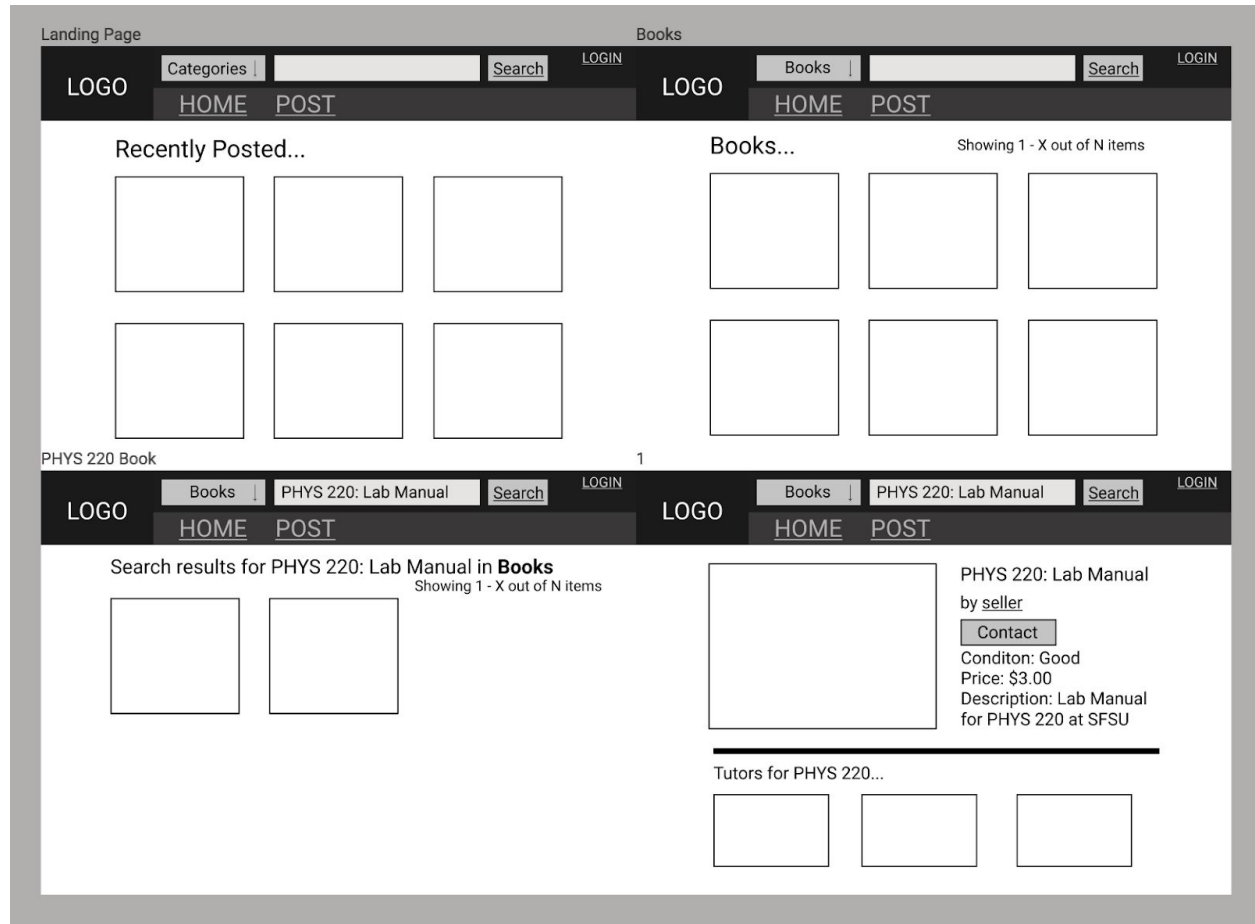 Landing Page
LOGO
Categories
Search
LOGIN
HOME POST
Recently Posted...
Books
LOGO
Books
Search
LOGIN
HOME POST
Books...
Showing 1 - X out of N items
PHYS 220 Book
LOGO
Books
PHYS 220: Lab Manual
Search
LOGIN
HOME POST
Search results for PHYS 220: Lab Manual in Books
Showing 1 - X out of N items
1
LOGO
Books
PHYS 220: Lab Manual
Search
LOGIN
HOME POST
PHYS 220: Lab Manual
by seller
Contact
Conditon: Good
Price: $3.00
Description: Lab Manual
for PHYS 220 at SFSU
Tutors for PHYS 220...